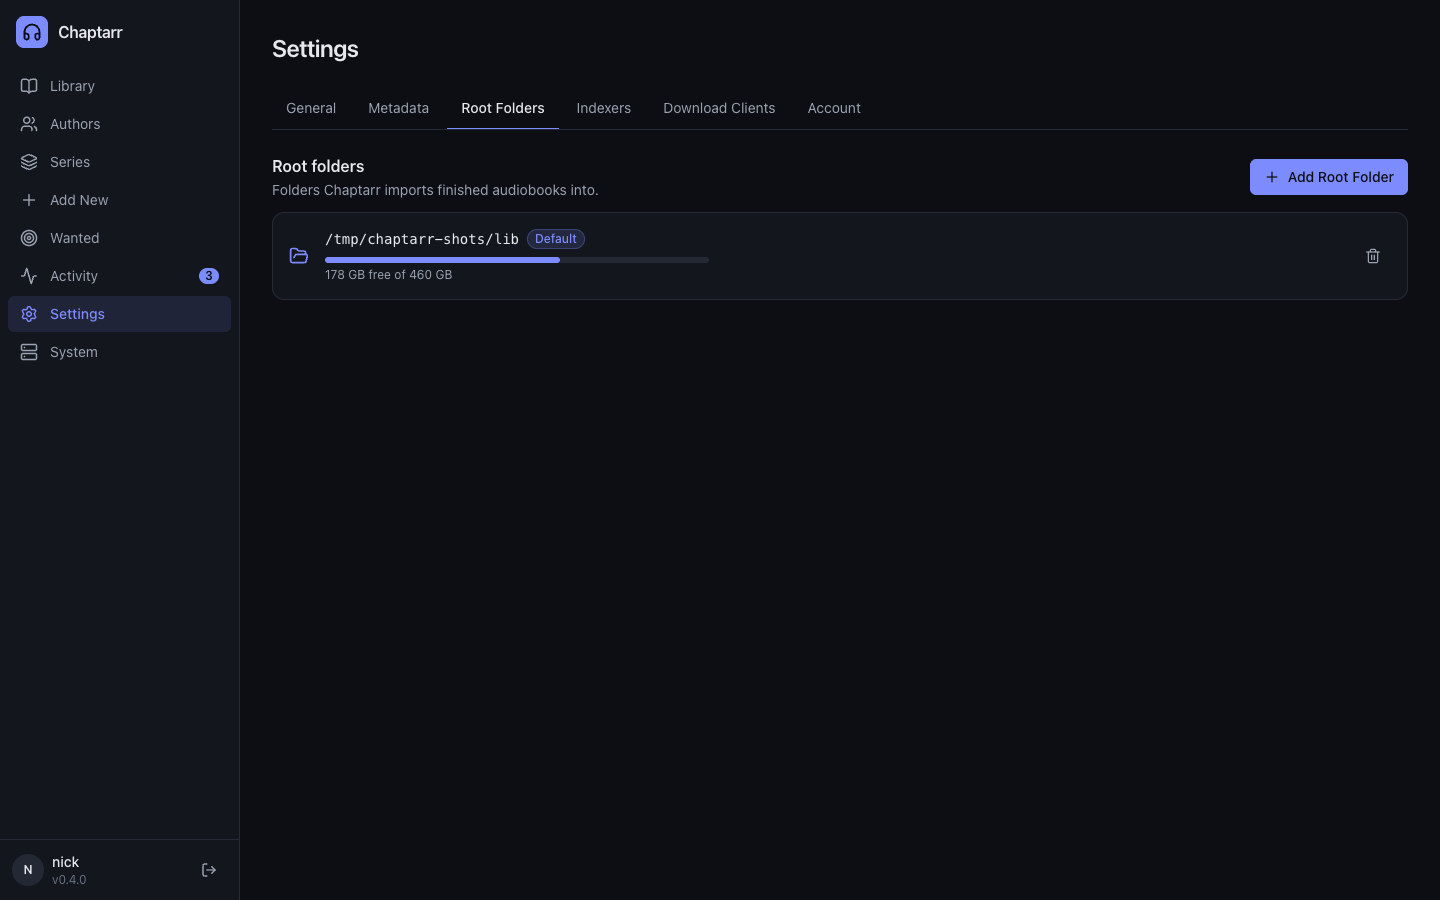 Chaptarr
Library
Authors
Series
Add New
Wanted
Activity 3
Settings
System
N
nick
v0.4.0
Settings
General Metadata Root Folders Indexers Download Clients Account
Root folders
Folders Chaptarr imports finished audiobooks into.
Add Root Folder
/tmp/chaptarr-shots/lib Default
178 GB free of 460 GB